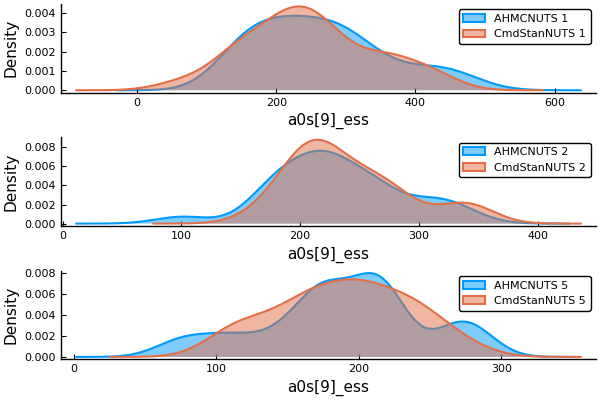 0.004
0.003
0.002
0.001
0.000
Density
AHMCNUTS 1
CmdStanNUTS 1
0 200 400 600
a0s[9]_ess
0.008
0.006
0.004
0.002
0.000
Density
AHMCNUTS 2
CmdStanNUTS 2
0 100 200 300 400
a0s[9]_ess
0.008
0.006
0.004
0.002
0.000
Density
AHMCNUTS 5
CmdStanNUTS 5
0 100 200 300
a0s[9]_ess